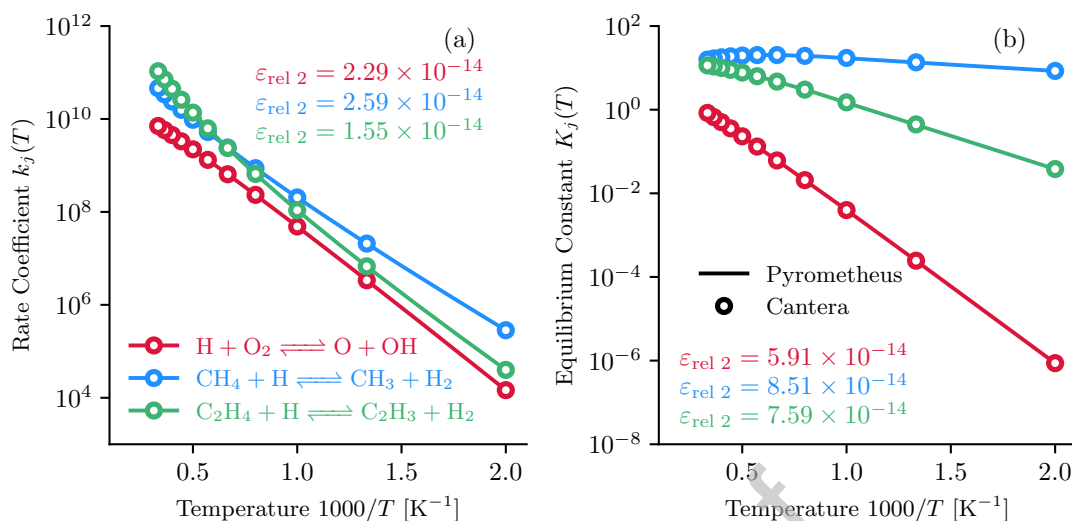 (a)
ε_rel 2 = 2.29 × 10^−14
ε_rel 2 = 2.59 × 10^−14
ε_rel 2 = 1.55 × 10^−14
10^12
10^10
10^8
10^6
10^4
Rate Coefficient k_j(T)
H + O₂ ⇌ O + OH
CH₄ + H ⇌ CH₃ + H₂
C₂H₄ + H ⇌ C₂H₃ + H₂
0.5 1.0 1.5 2.0
Temperature 1000/T [K^−1]
(b)
10^2
10^0
10^−2
10^−4
10^−6
10^−8
Equilibrium Constant K_j(T)
Pyrometheus
Cantera
ε_rel 2 = 5.91 × 10^−14
ε_rel 2 = 8.51 × 10^−14
ε_rel 2 = 7.59 × 10^−14
0.5 1.0 1.5 2.0
Temperature 1000/T [K^−1]